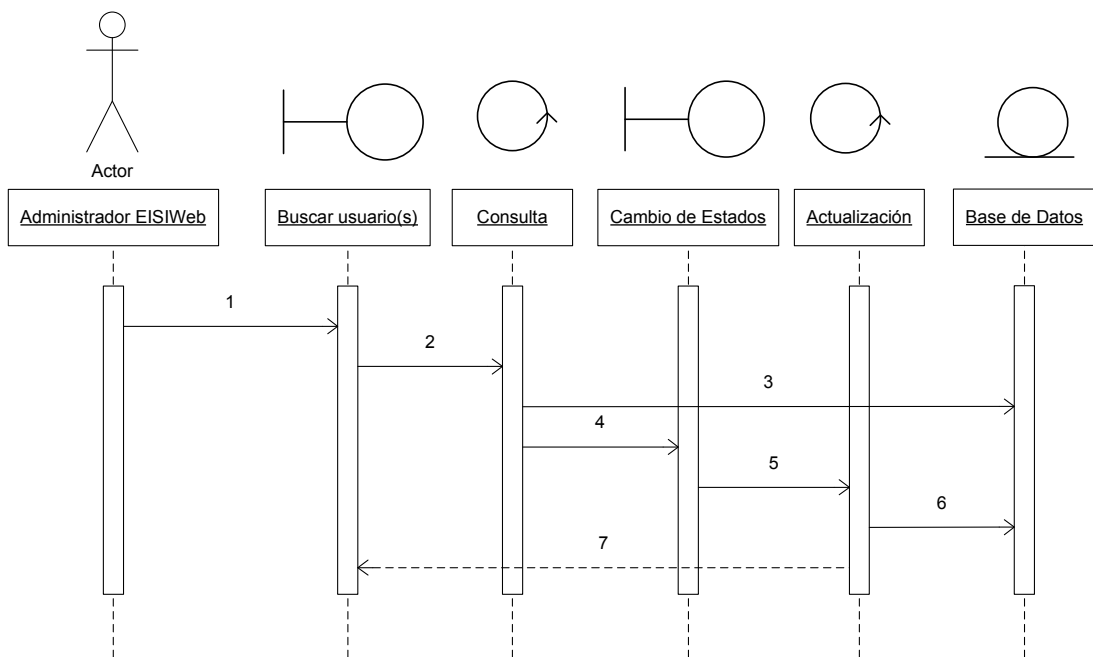 Actor
Administrador EISIWeb
Buscar usuario(s)
Consulta
Cambio de Estados
Actualización
Base de Datos
1
2
3
4
5
6
7